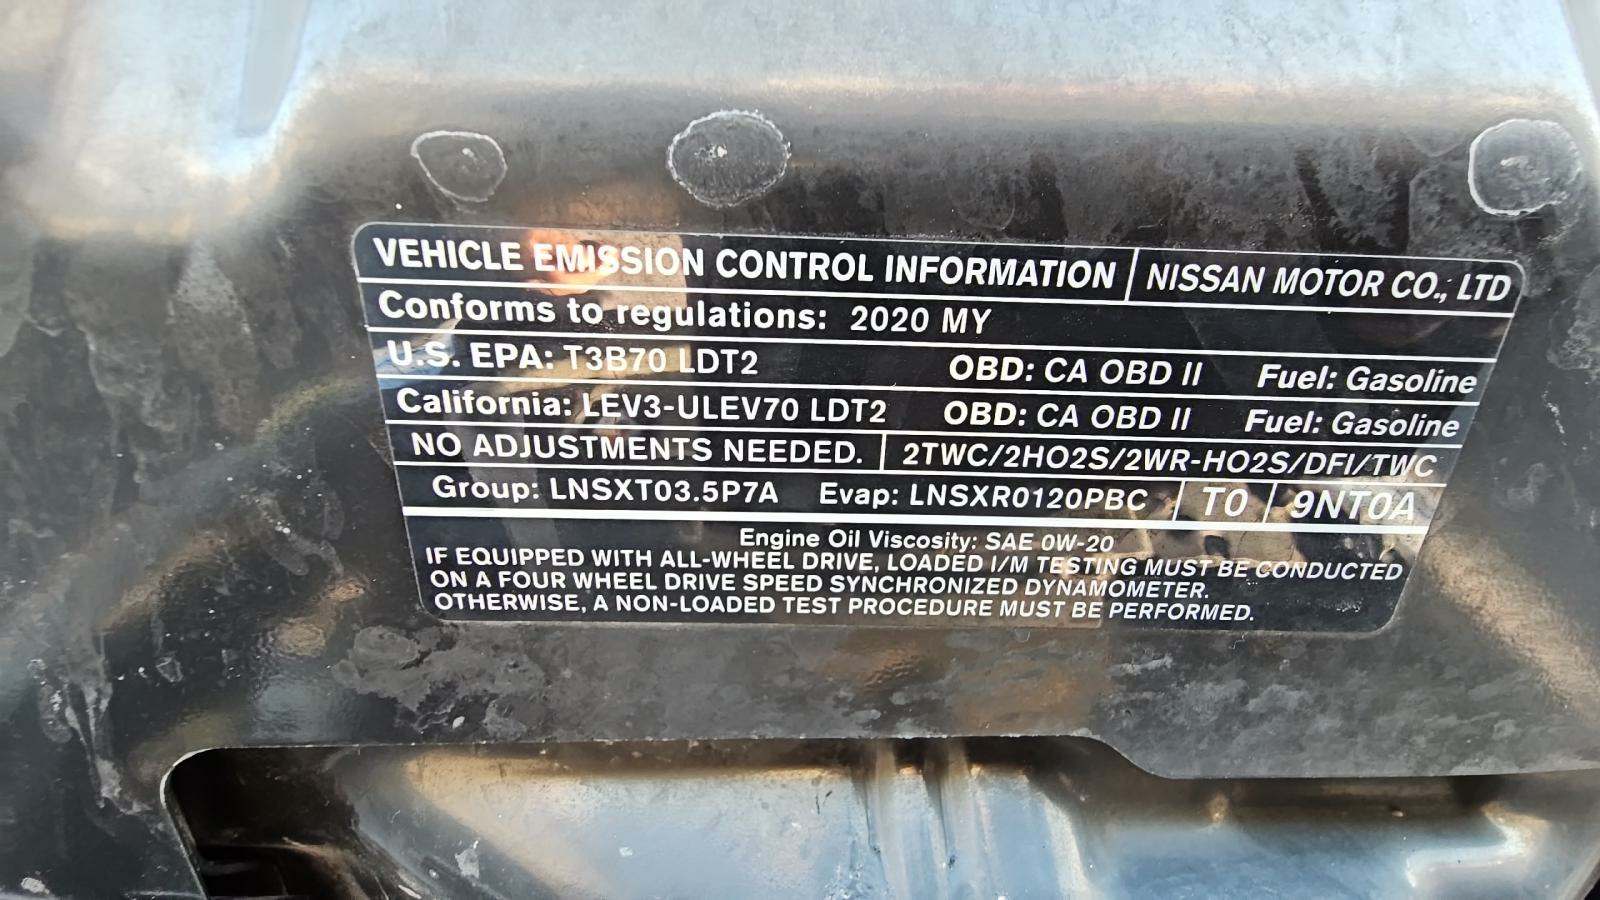 VEHICLE EMISSION CONTROL INFORMATION NISSAN MOTOR CO., LTD
Conforms to regulations: 2020 MY
U.S. EPA: T3B70 LDT2 OBD: CA OBD II Fuel: Gasoline
California: LEV3-ULEV70 LDT2 OBD: CA OBD II Fuel: Gasoline
NO ADJUSTMENTS NEEDED. 2TWC/2HO2S/2WR-HO2S/DFI/TWC
Group: LNSXT03.5P7A Evap: LNSXR0120PBC T0 9NT0A
Engine Oil Viscosity: SAE 0W-20
IF EQUIPPED WITH ALL-WHEEL DRIVE, LOADED I/M TESTING MUST BE CONDUCTED
ON A FOUR WHEEL DRIVE SPEED SYNCHRONIZED DYNAMOMETER.
OTHERWISE, A NON-LOADED TEST PROCEDURE MUST BE PERFORMED.